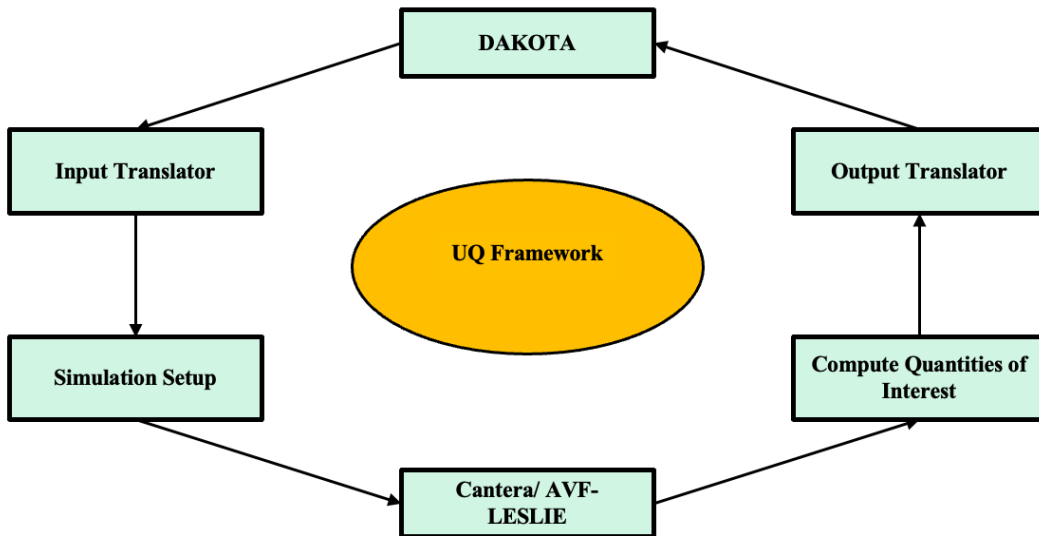 DAKOTA
Input Translator
Output Translator
UQ Framework
Simulation Setup
Compute Quantities of
Interest
Cantera/ AVF-
LESLIE